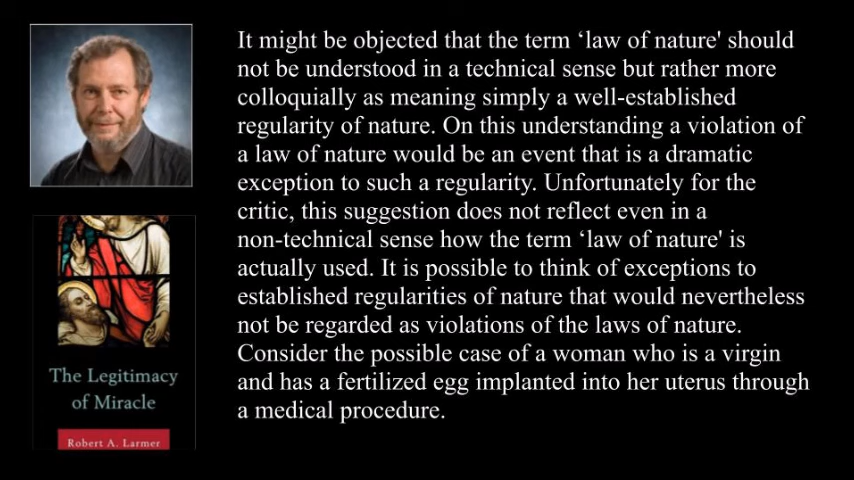 It might be objected that the term ‘law of nature' should
not be understood in a technical sense but rather more
colloquially as meaning simply a well-established
regularity of nature. On this understanding a violation of
a law of nature would be an event that is a dramatic
exception to such a regularity. Unfortunately for the
critic, this suggestion does not reflect even in a
non-technical sense how the term ‘law of nature' is
actually used. It is possible to think of exceptions to
established regularities of nature that would nevertheless
not be regarded as violations of the laws of nature.
Consider the possible case of a woman who is a virgin
and has a fertilized egg implanted into her uterus through
a medical procedure.
The Legitimacy
of Miracle
Robert A. Larmer